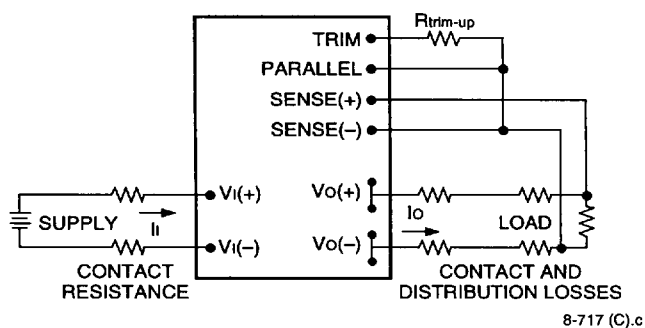 TRIM
Rtrim-up
PARALLEL
SENSE(+)
SENSE(–)
VI(+)
VO(+)
SUPPLY
II
IO
LOAD
VI(–)
VO(–)
CONTACT
RESISTANCE
CONTACT AND
DISTRIBUTION LOSSES
8-717 (C).c